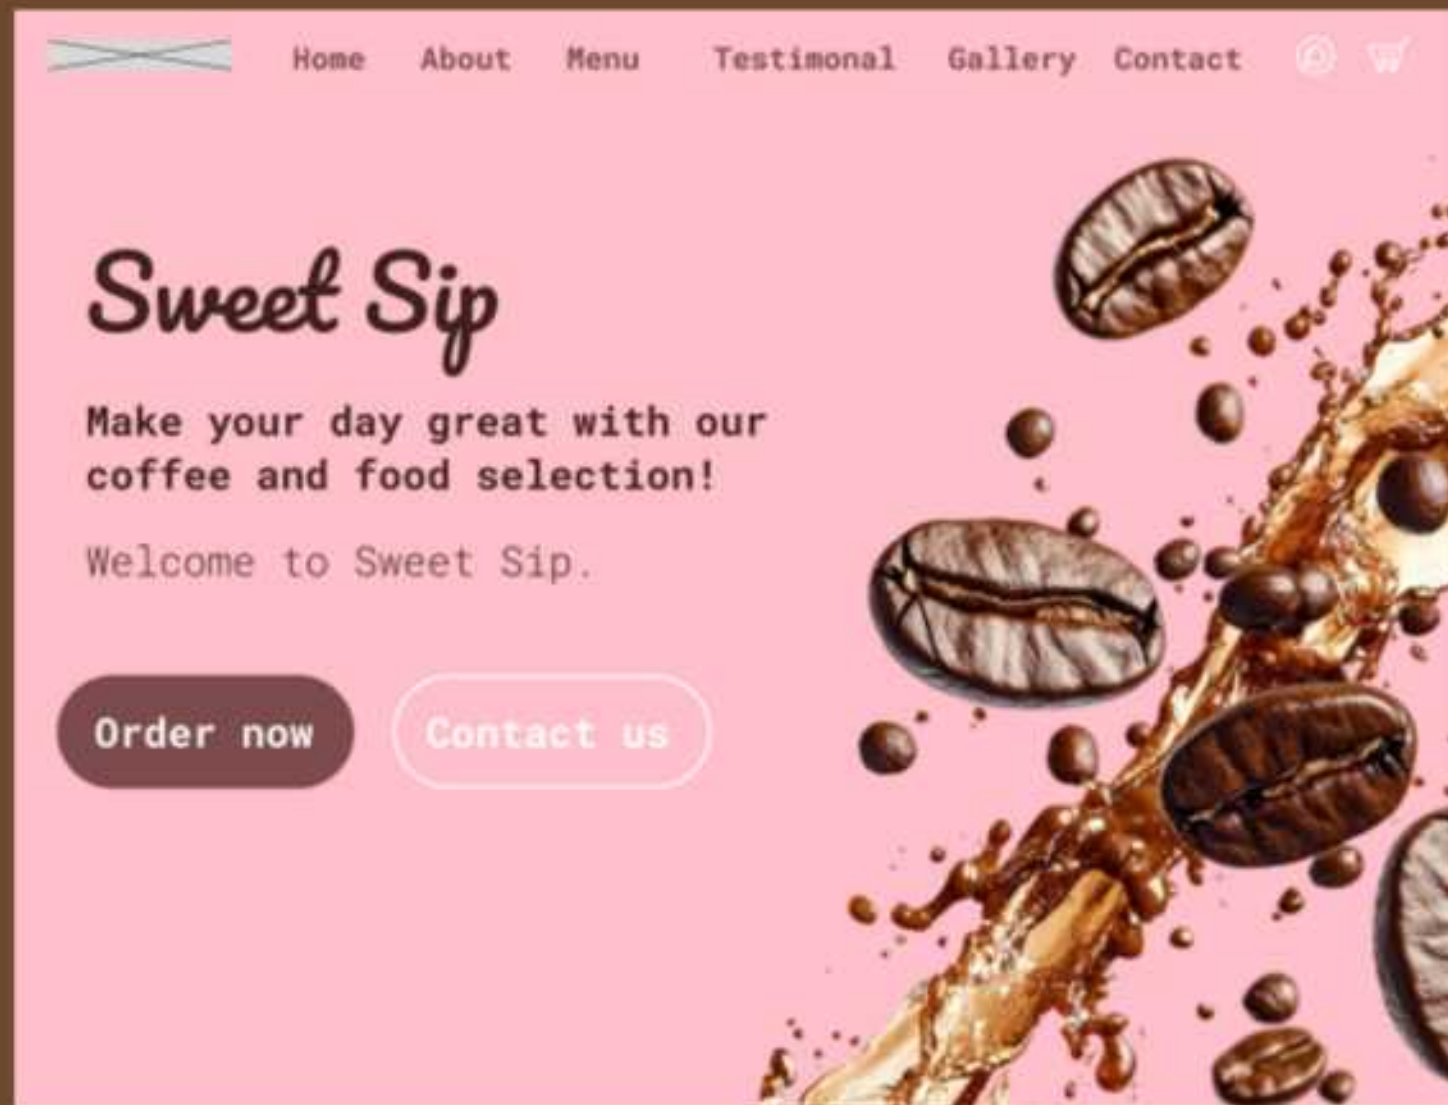 Home About Menu Testimonal Gallery Contact
Sweet Sip
Make your day great with our
coffee and food selection!
Welcome to Sweet Sip.
Order now Contact us